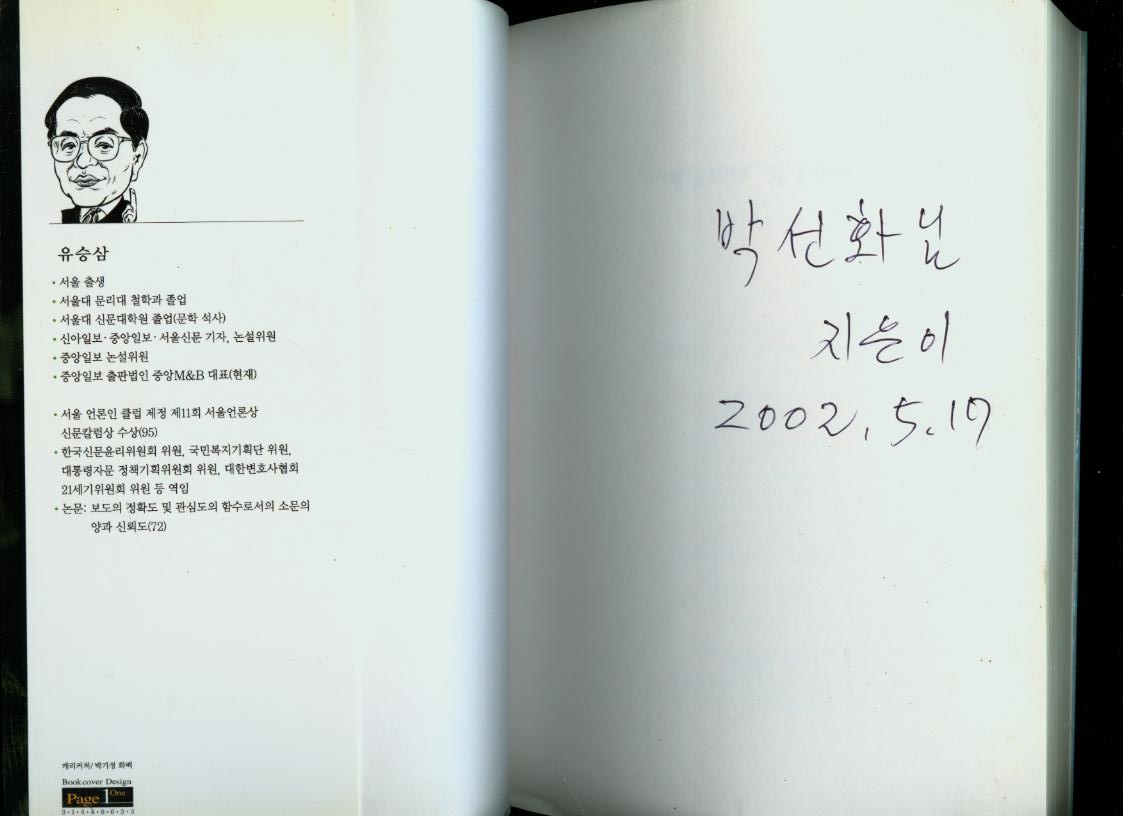 유승삼
• 서울 출생
• 서울대 문리대 철학과 졸업
• 서울대 신문대학원 졸업(문학 석사)
• 신아일보·중앙일보·서울신문 기자, 논설위원
• 중앙일보 논설위원
• 중앙일보 출판법인 중앙M&B 대표(현재)
• 서울 언론인 클럽 제정 제11회 서울언론상
신문칼럼상 수상(95)
• 한국신문윤리위원회 위원, 국민복지기획단 위원,
대통령자문 정책기획위원회 위원, 대한변호사협회
21세기위원회 위원 등 역임
• 논문: 보도의 정확도 및 관심도의 함수로서의 소문의
양과 신뢰도(72)
캐리커처/ 박기정 화백
Bookcover Design
Page 1 One
박선화님
지은이
2002. 5. 17